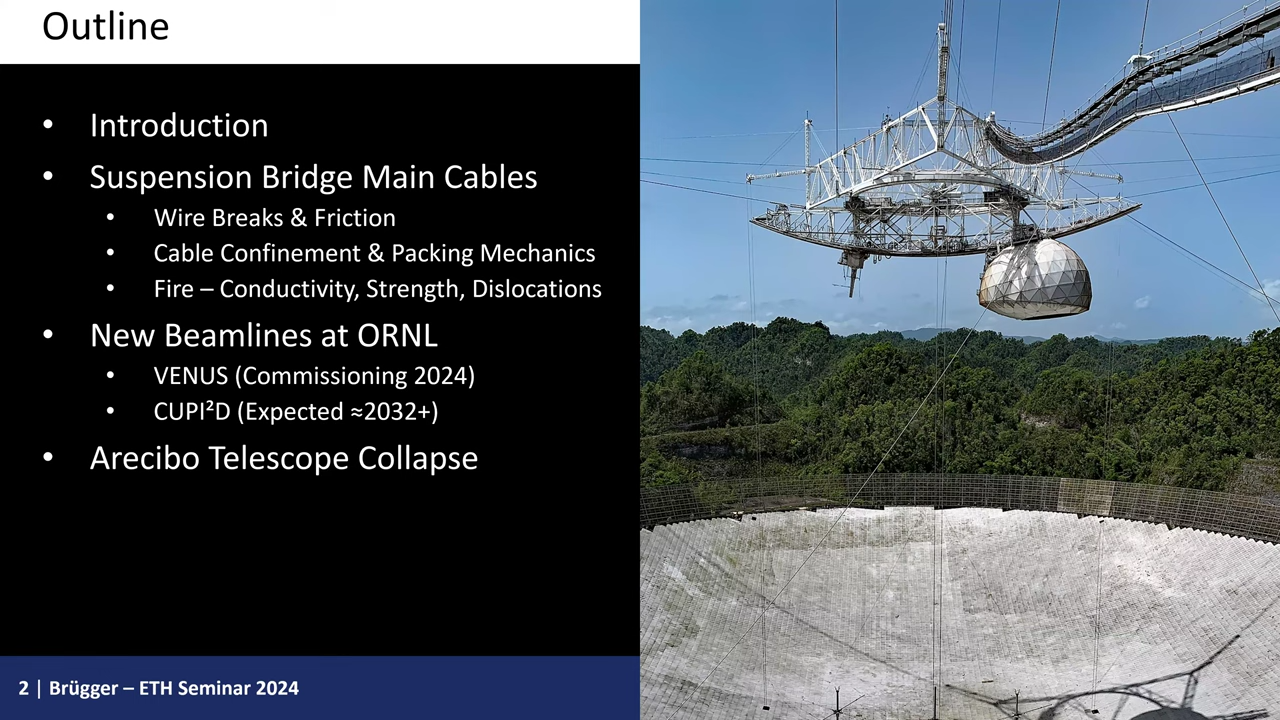 Outline
• Introduction
• Suspension Bridge Main Cables
• Wire Breaks & Friction
• Cable Confinement & Packing Mechanics
• Fire – Conductivity, Strength, Dislocations
• New Beamlines at ORNL
• VENUS (Commissioning 2024)
• CUPI²D (Expected ≈2032+)
• Arecibo Telescope Collapse
2 | Brügger – ETH Seminar 2024